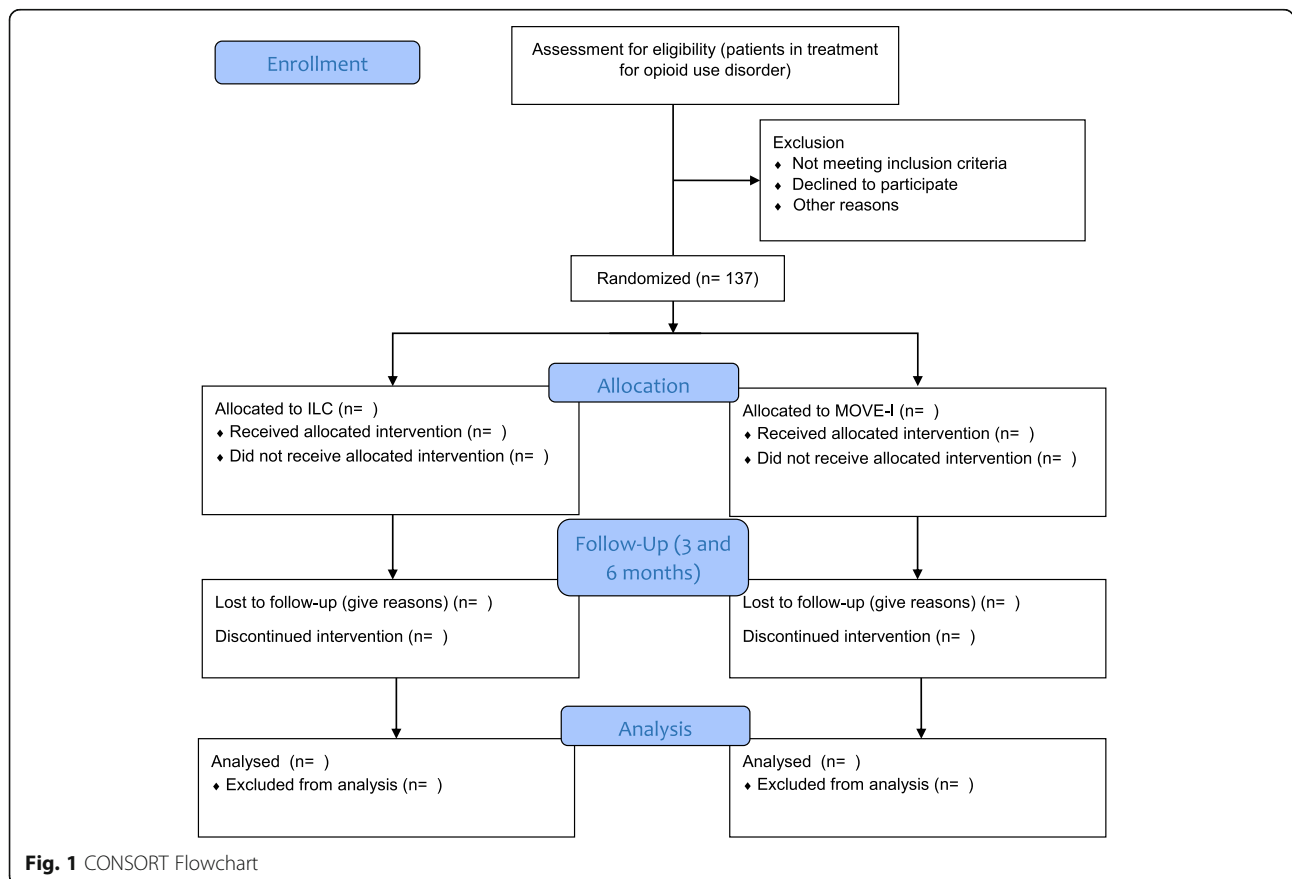 Enrollment
Assessment for eligibility (patients in treatment
for opioid use disorder)
Exclusion
♦ Not meeting inclusion criteria
♦ Declined to participate
♦ Other reasons
Randomized (n= 137)
Allocation
Allocated to ILC (n=  )
♦ Received allocated intervention (n=  )
♦ Did not receive allocated intervention (n=  )
Allocated to MOVE-I (n=  )
♦ Received allocated intervention (n=  )
♦ Did not receive allocated intervention (n=  )
Follow-Up (3 and
6 months)
Lost to follow-up (give reasons) (n=  )
Discontinued intervention (n=  )
Lost to follow-up (give reasons) (n=  )
Discontinued intervention (n=  )
Analysis
Analysed  (n=  )
♦ Excluded from analysis (n=  )
Analysed  (n=  )
♦ Excluded from analysis (n=  )
Fig. 1 CONSORT Flowchart